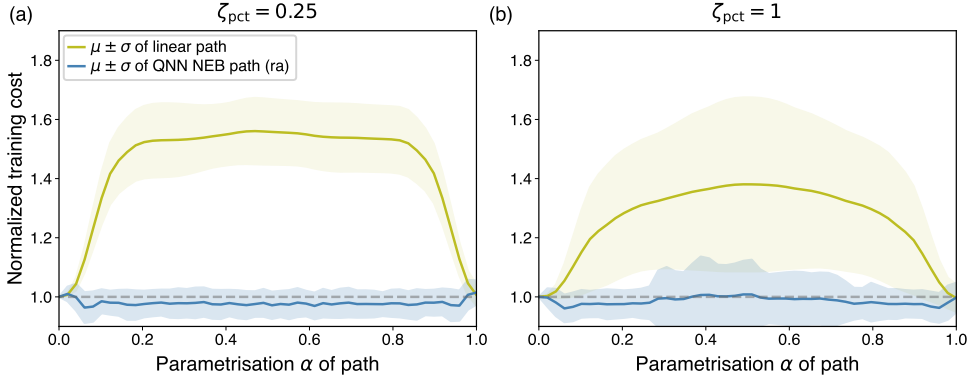 (a)
ζpct = 0.25
(b)
ζpct = 1
Normalized training cost
1.8
1.6
1.4
1.2
1.0
μ ± σ of linear path
μ ± σ of QNN NEB path (ra)
0.0
0.2
0.4
0.6
0.8
1.0
Parametrisation α of path
1.8
1.6
1.4
1.2
1.0
0.0
0.2
0.4
0.6
0.8
1.0
Parametrisation α of path